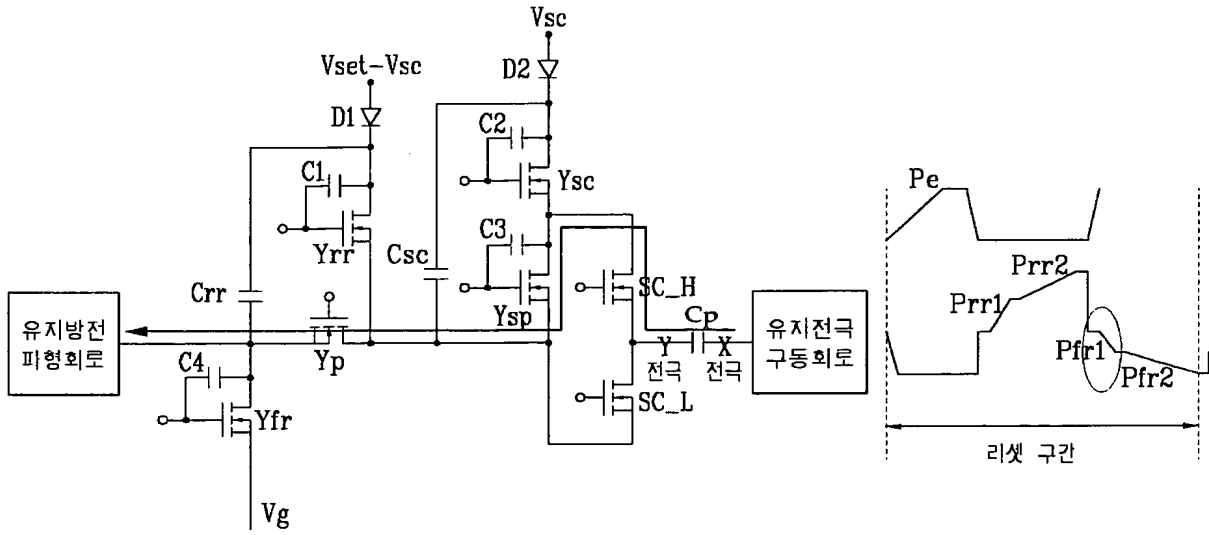 Vsc
Vset-Vsc
D2
D1
C2
C1
Ysc
C3
Yrr
Csc
Crr
Ysp
SC_H
Cp
유지방전
파형회로
Yp
Y
전극
X
전극
유지전극
구동회로
C4
Yfr
SC_L
Vg
Pe
Prr2
Prr1
Pfr1
Pfr2
리셋 구간